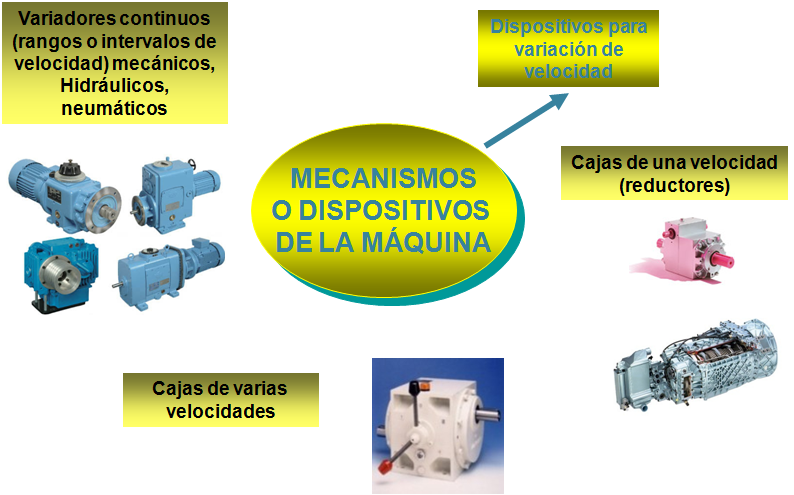 Variadores continuos
(rangos o intervalos de
velocidad) mecánicos,
Hidráulicos,
neumáticos
Dispositivos para
variación de
velocidad
MECANISMOS
O DISPOSITIVOS
DE LA MÁQUINA
Cajas de una velocidad
(reductores)
Cajas de varias
velocidades